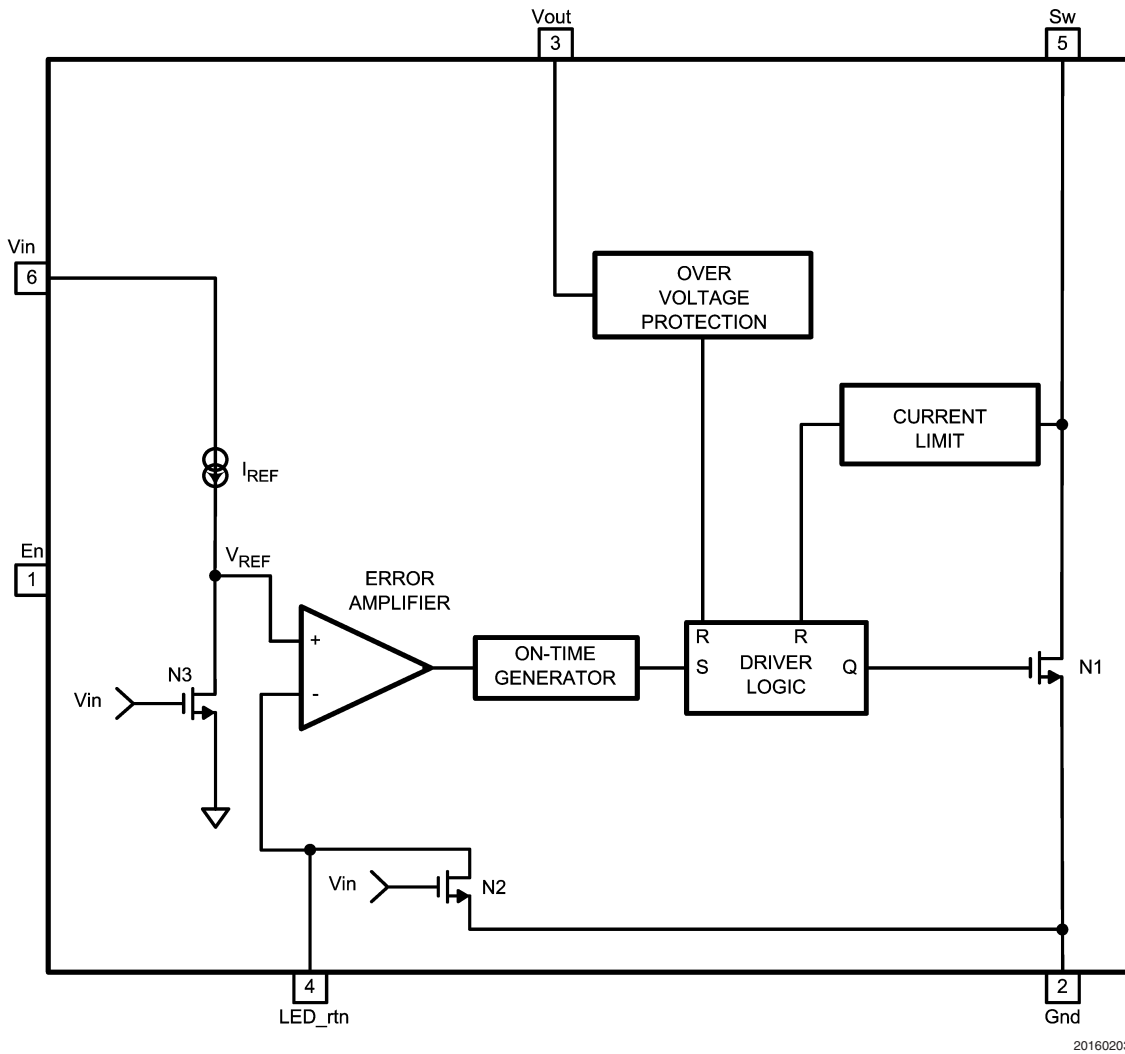 Vout
3
Sw
5
Vin
6
OVER
VOLTAGE
PROTECTION
CURRENT
LIMIT
IREF
En
1
VREF
ERROR
AMPLIFIER
+
-
ON-TIME
GENERATOR
R
R
S
DRIVER
LOGIC
Q
N1
N3
Vin
Vin
N2
4
LED_rtn
2
Gnd
20160203